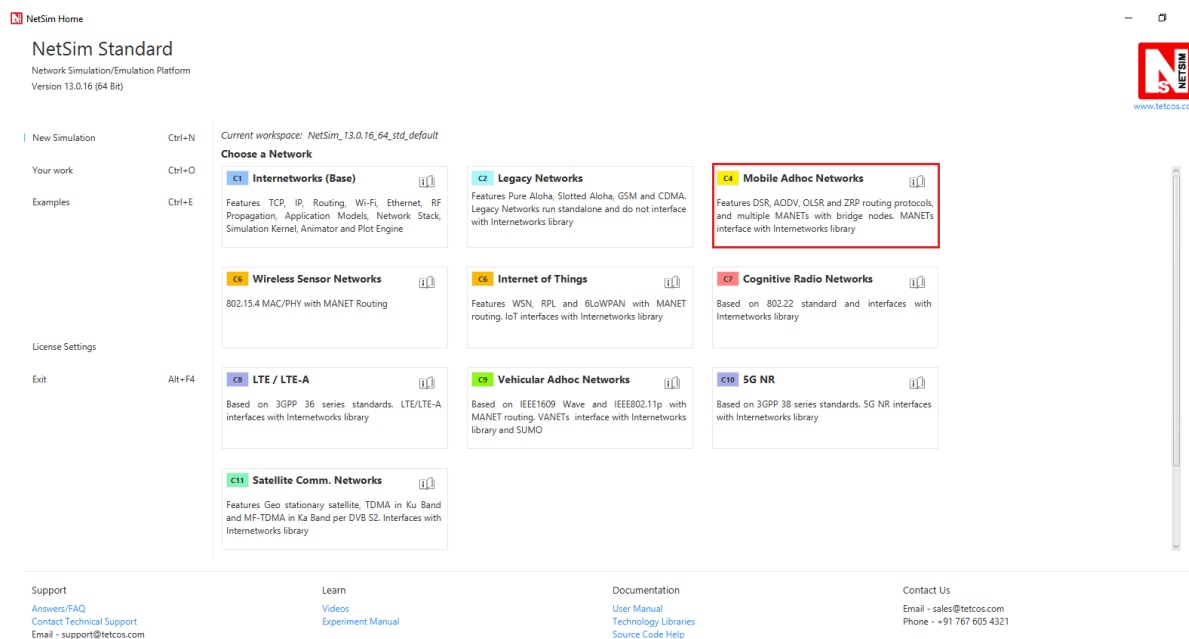 NetSim Home
NetSim Standard
Network Simulation/Emulation Platform
Version 13.0.16 (64 Bit)
N
S
NETSIM
www.tetcos.co
New Simulation Ctrl+N
Your work Ctrl+O
Examples Ctrl+E
License Settings
Exit Alt+F4
Current workspace: NetSim_13.0.16_64_std_default
Choose a Network
C1 Internetworks (Base)
Features TCP, IP, Routing, Wi-Fi, Ethernet, RF
Propagation, Application Models, Network Stack,
Simulation Kernel, Animator and Plot Engine
C2 Legacy Networks
Features Pure Aloha, Slotted Aloha, GSM and CDMA.
Legacy Networks run standalone and do not interface
with Internetworks library
C4 Mobile Adhoc Networks
Features DSR, AODV, OLSR and ZRP routing protocols,
and multiple MANETs with bridge nodes. MANETs
interface with Internetworks library
C6 Wireless Sensor Networks
802.15.4 MAC/PHY with MANET Routing
C6 Internet of Things
Features WSN, RPL and 6LoWPAN with MANET
routing. IoT interfaces with Internetworks library
C7 Cognitive Radio Networks
Based on 802.22 standard and interfaces with
Internetworks library
C8 LTE / LTE-A
Based on 3GPP 36 series standards. LTE/LTE-A
interfaces with Internetworks library
C9 Vehicular Adhoc Networks
Based on IEEE1609 Wave and IEEE802.11p with
MANET routing. VANETs interface with Internetworks
library and SUMO
C10 5G NR
Based on 3GPP 38 series standards. 5G NR interfaces
with Internetworks library
C11 Satellite Comm. Networks
Features Geo stationary satellite, TDMA in Ku Band
and MF-TDMA in Ka Band per DVB S2. Interfaces with
Internetworks library
Support
Answers/FAQ
Contact Technical Support
Email - support@tetcos.com
Learn
Videos
Experiment Manual
Documentation
User Manual
Technology Libraries
Source Code Help
Contact Us
Email - sales@tetcos.com
Phone - +91 767 605 4321